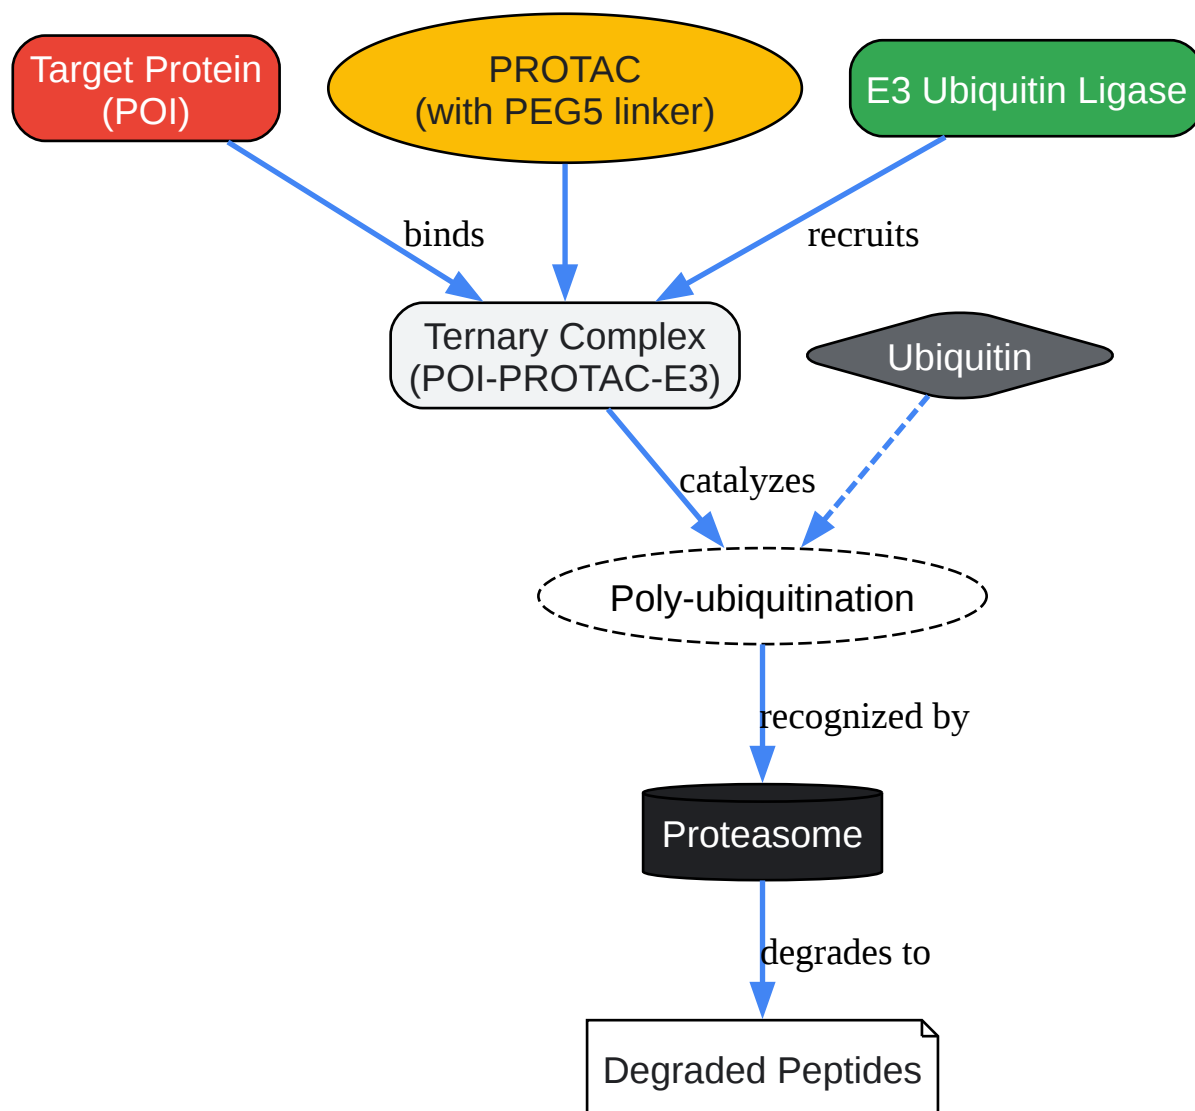 Target Protein
(POI)
PROTAC
(with PEG5 linker)
E3 Ubiquitin Ligase
binds
recruits
Ternary Complex
(POI-PROTAC-E3)
Ubiquitin
catalyzes
Poly-ubiquitination
recognized by
Proteasome
degrades to
Degraded Peptides